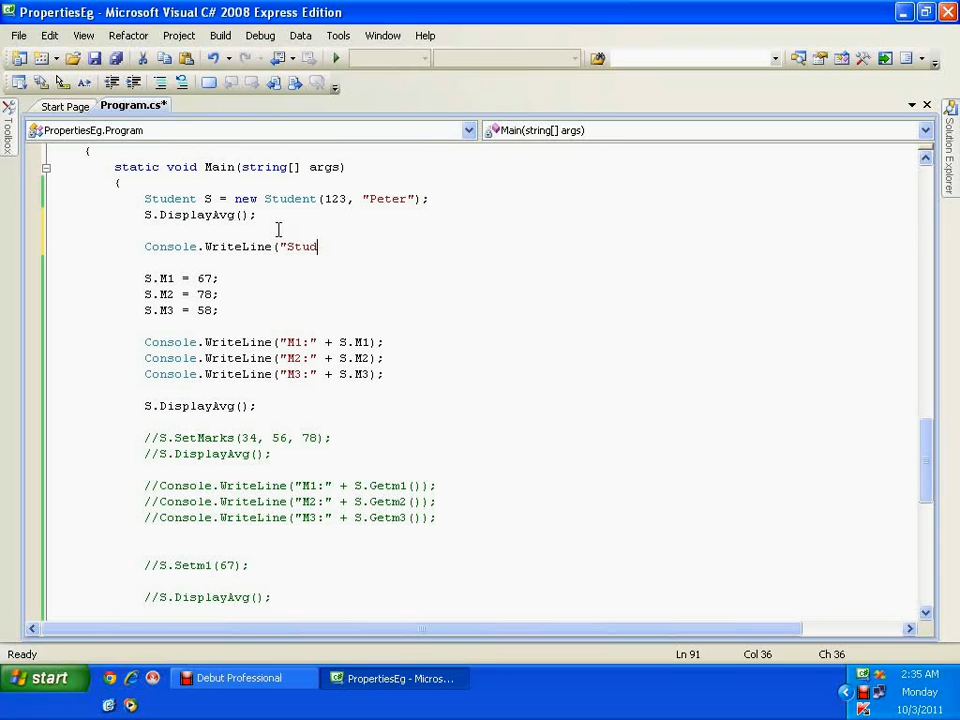 PropertiesEg - Microsoft Visual C# 2008 Express Edition
File Edit View Refactor Project Build Debug Data Tools Window Help
Start Page Program.cs*
PropertiesEg.Program Main(string[] args)
Toolbox
Solution Explorer
{
static void Main(string[] args)
{
Student S = new Student(123, "Peter");
S.DisplayAvg();
Console.WriteLine("Stud
S.M1 = 67;
S.M2 = 78;
S.M3 = 58;
Console.WriteLine("M1:" + S.M1);
Console.WriteLine("M2:" + S.M2);
Console.WriteLine("M3:" + S.M3);
S.DisplayAvg();
//S.SetMarks(34, 56, 78);
//S.DisplayAvg();
//Console.WriteLine("M1:" + S.Getm1());
//Console.WriteLine("M2:" + S.Getm2());
//Console.WriteLine("M3:" + S.Getm3());
//S.Setm1(67);
//S.DisplayAvg();
Ready Ln 91 Col 36 Ch 36
start Debut Professional PropertiesEg - Micros... 2:35 AM
Monday
10/3/2011